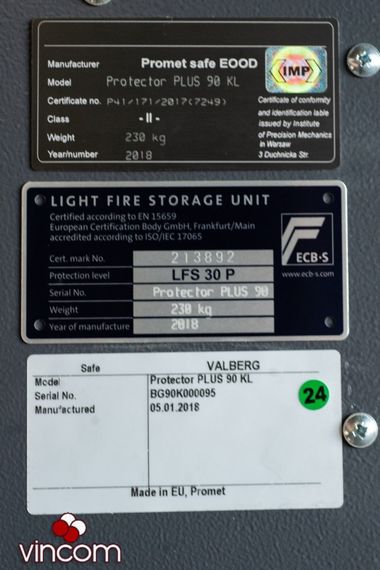 Manufacturer Promet safe EOOD
Model Protector PLUS 90 KL
Certificate no. P41/171/2017(7249)
Class -II-
Weight 230 kg
Year/number 2018
IMP
Certificate of conformity
and identification lable
issued by Institute
of Precision Mechanics
in Warsaw
3 Duchnicka Str.
LIGHT FIRE STORAGE UNIT
Certified according to EN 15659
European Certification Body GmbH, Frankfurt/Main
accredited according to ISO/IEC 17065
Cert. mark No. 213892
Protection level LFS 30 P
Serial No. Protector PLUS 90
Weight 230 kg
Year of manufacture 2018
ECB·S
www.ecb-s.com
Safe VALBERG
Model Protector PLUS 90 KL
Serial No. BG90K000095
Manufactured 05.01.2018
24
Made in EU, Promet
vincom